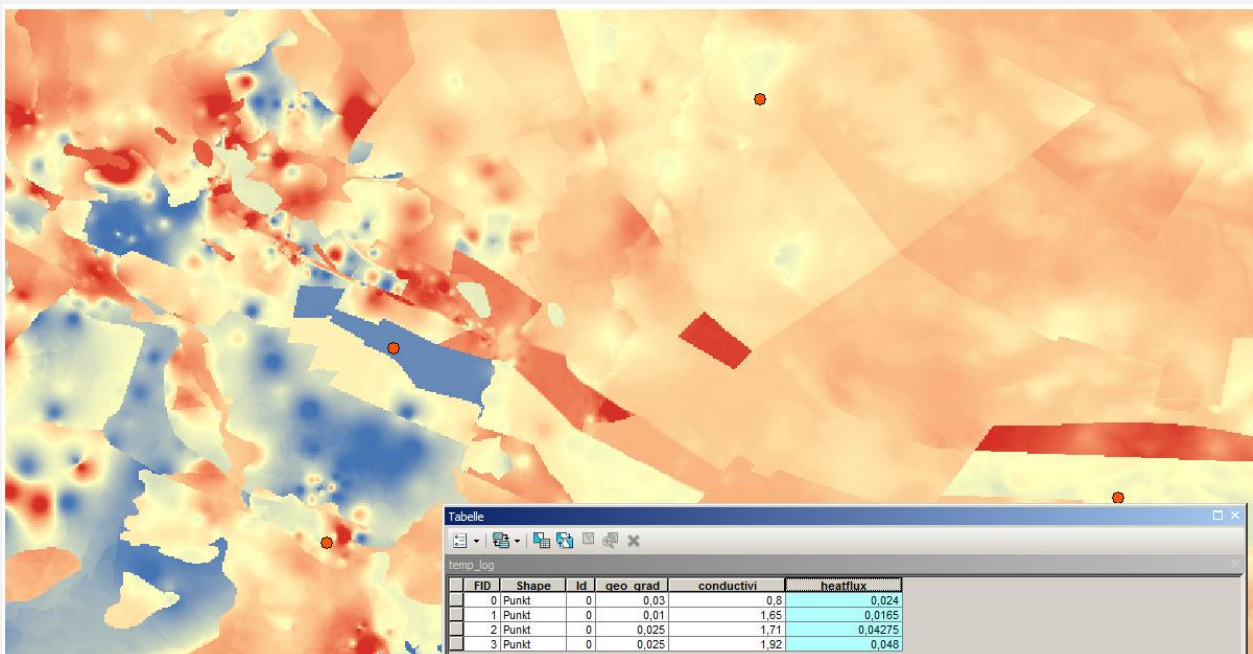 Tabelle
temp_log
FID Shape Id geo_grad conductivi heatflux
0 Punkt 0 0,03 0,8 0,024
1 Punkt 0 0,01 1,65 0,0165
2 Punkt 0 0,025 1,71 0,04275
3 Punkt 0 0,025 1,92 0,048